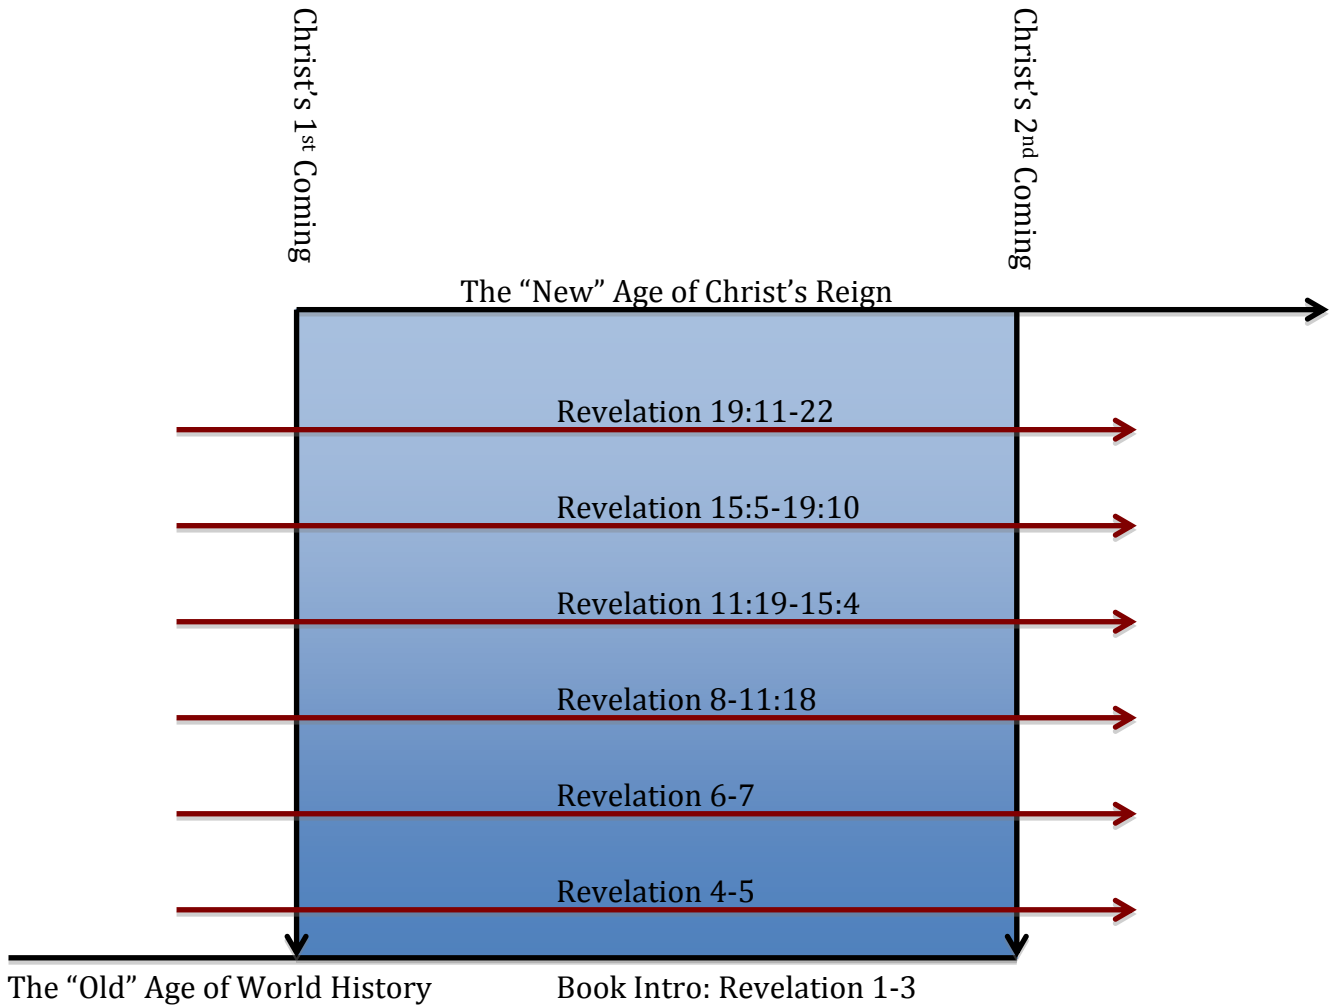 Christ’s 1st Coming
Christ’s 2nd Coming
The “New” Age of Christ’s Reign
Revelation 19:11-22
Revelation 15:5-19:10
Revelation 11:19-15:4
Revelation 8-11:18
Revelation 6-7
Revelation 4-5
The “Old” Age of World History
Book Intro: Revelation 1-3